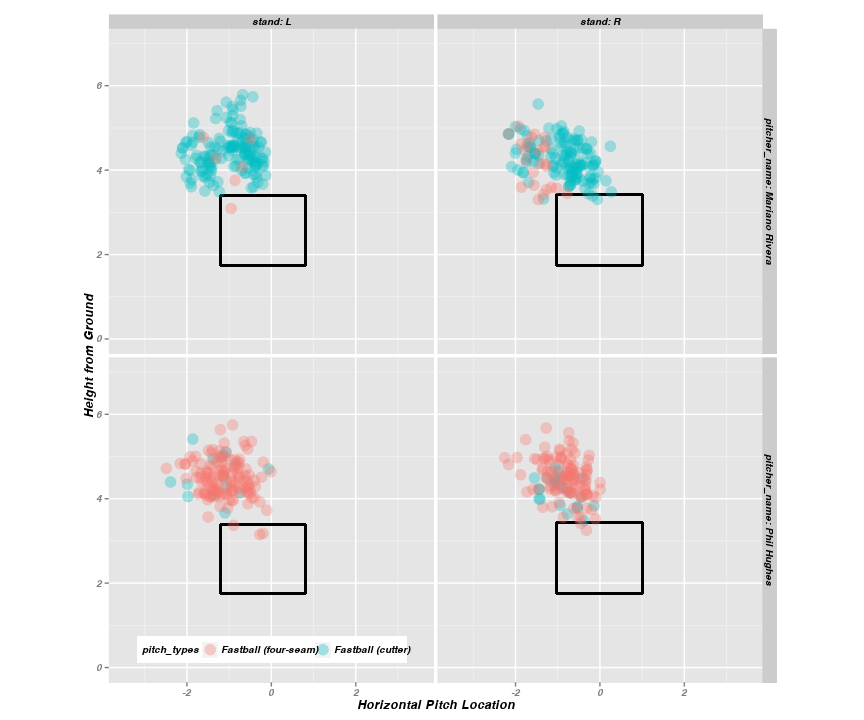 stand: L
stand: R
6
4
2
0
pitcher_name: Mariano Rivera
Height from Ground
6
4
2
0
pitcher_name: Phil Hughes
pitch_types Fastball (four-seam) Fastball (cutter)
-2 0 2 -2 0 2
Horizontal Pitch Location